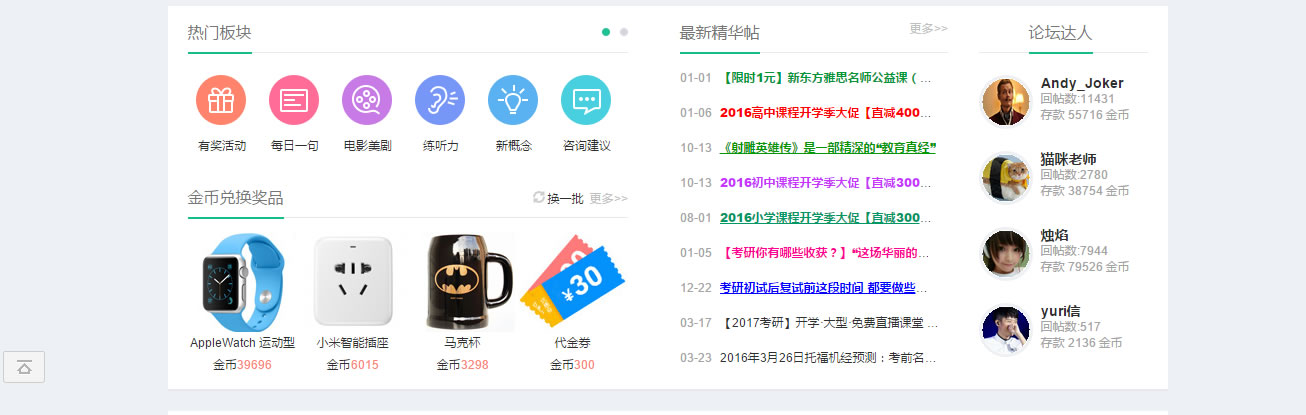 热门板块
有奖活动 每日一句 电影美剧 练听力 新概念 咨询建议
金币兑换奖品 换一批 更多>>
¥30
AppleWatch 运动型 小米智能插座 马克杯 代金券
金币39696 金币6015 金币3298 金币300
最新精华帖 更多>>
01-01 【限时1元】新东方雅思名师公益课（...
01-06 2016高中课程开学季大促【直减400...
10-13 《射雕英雄传》是一部精深的“教育真经”
10-13 2016初中课程开学季大促【直减300...
08-01 2016小学课程开学季大促【直减300...
01-05 【考研你有哪些收获？】“这场华丽的...
12-22 考研初试后复试前这段时间 都要做些...
03-17 【2017考研】开学·大型·免费直播课堂 ...
03-23 2016年3月26日托福机经预测：考前名...
论坛达人
Andy_Joker
回帖数:11431
存款 55716 金币
猫咪老师
回帖数:2780
存款 38754 金币
烛焰
回帖数:7944
存款 79526 金币
yuri信
回帖数:517
存款 2136 金币